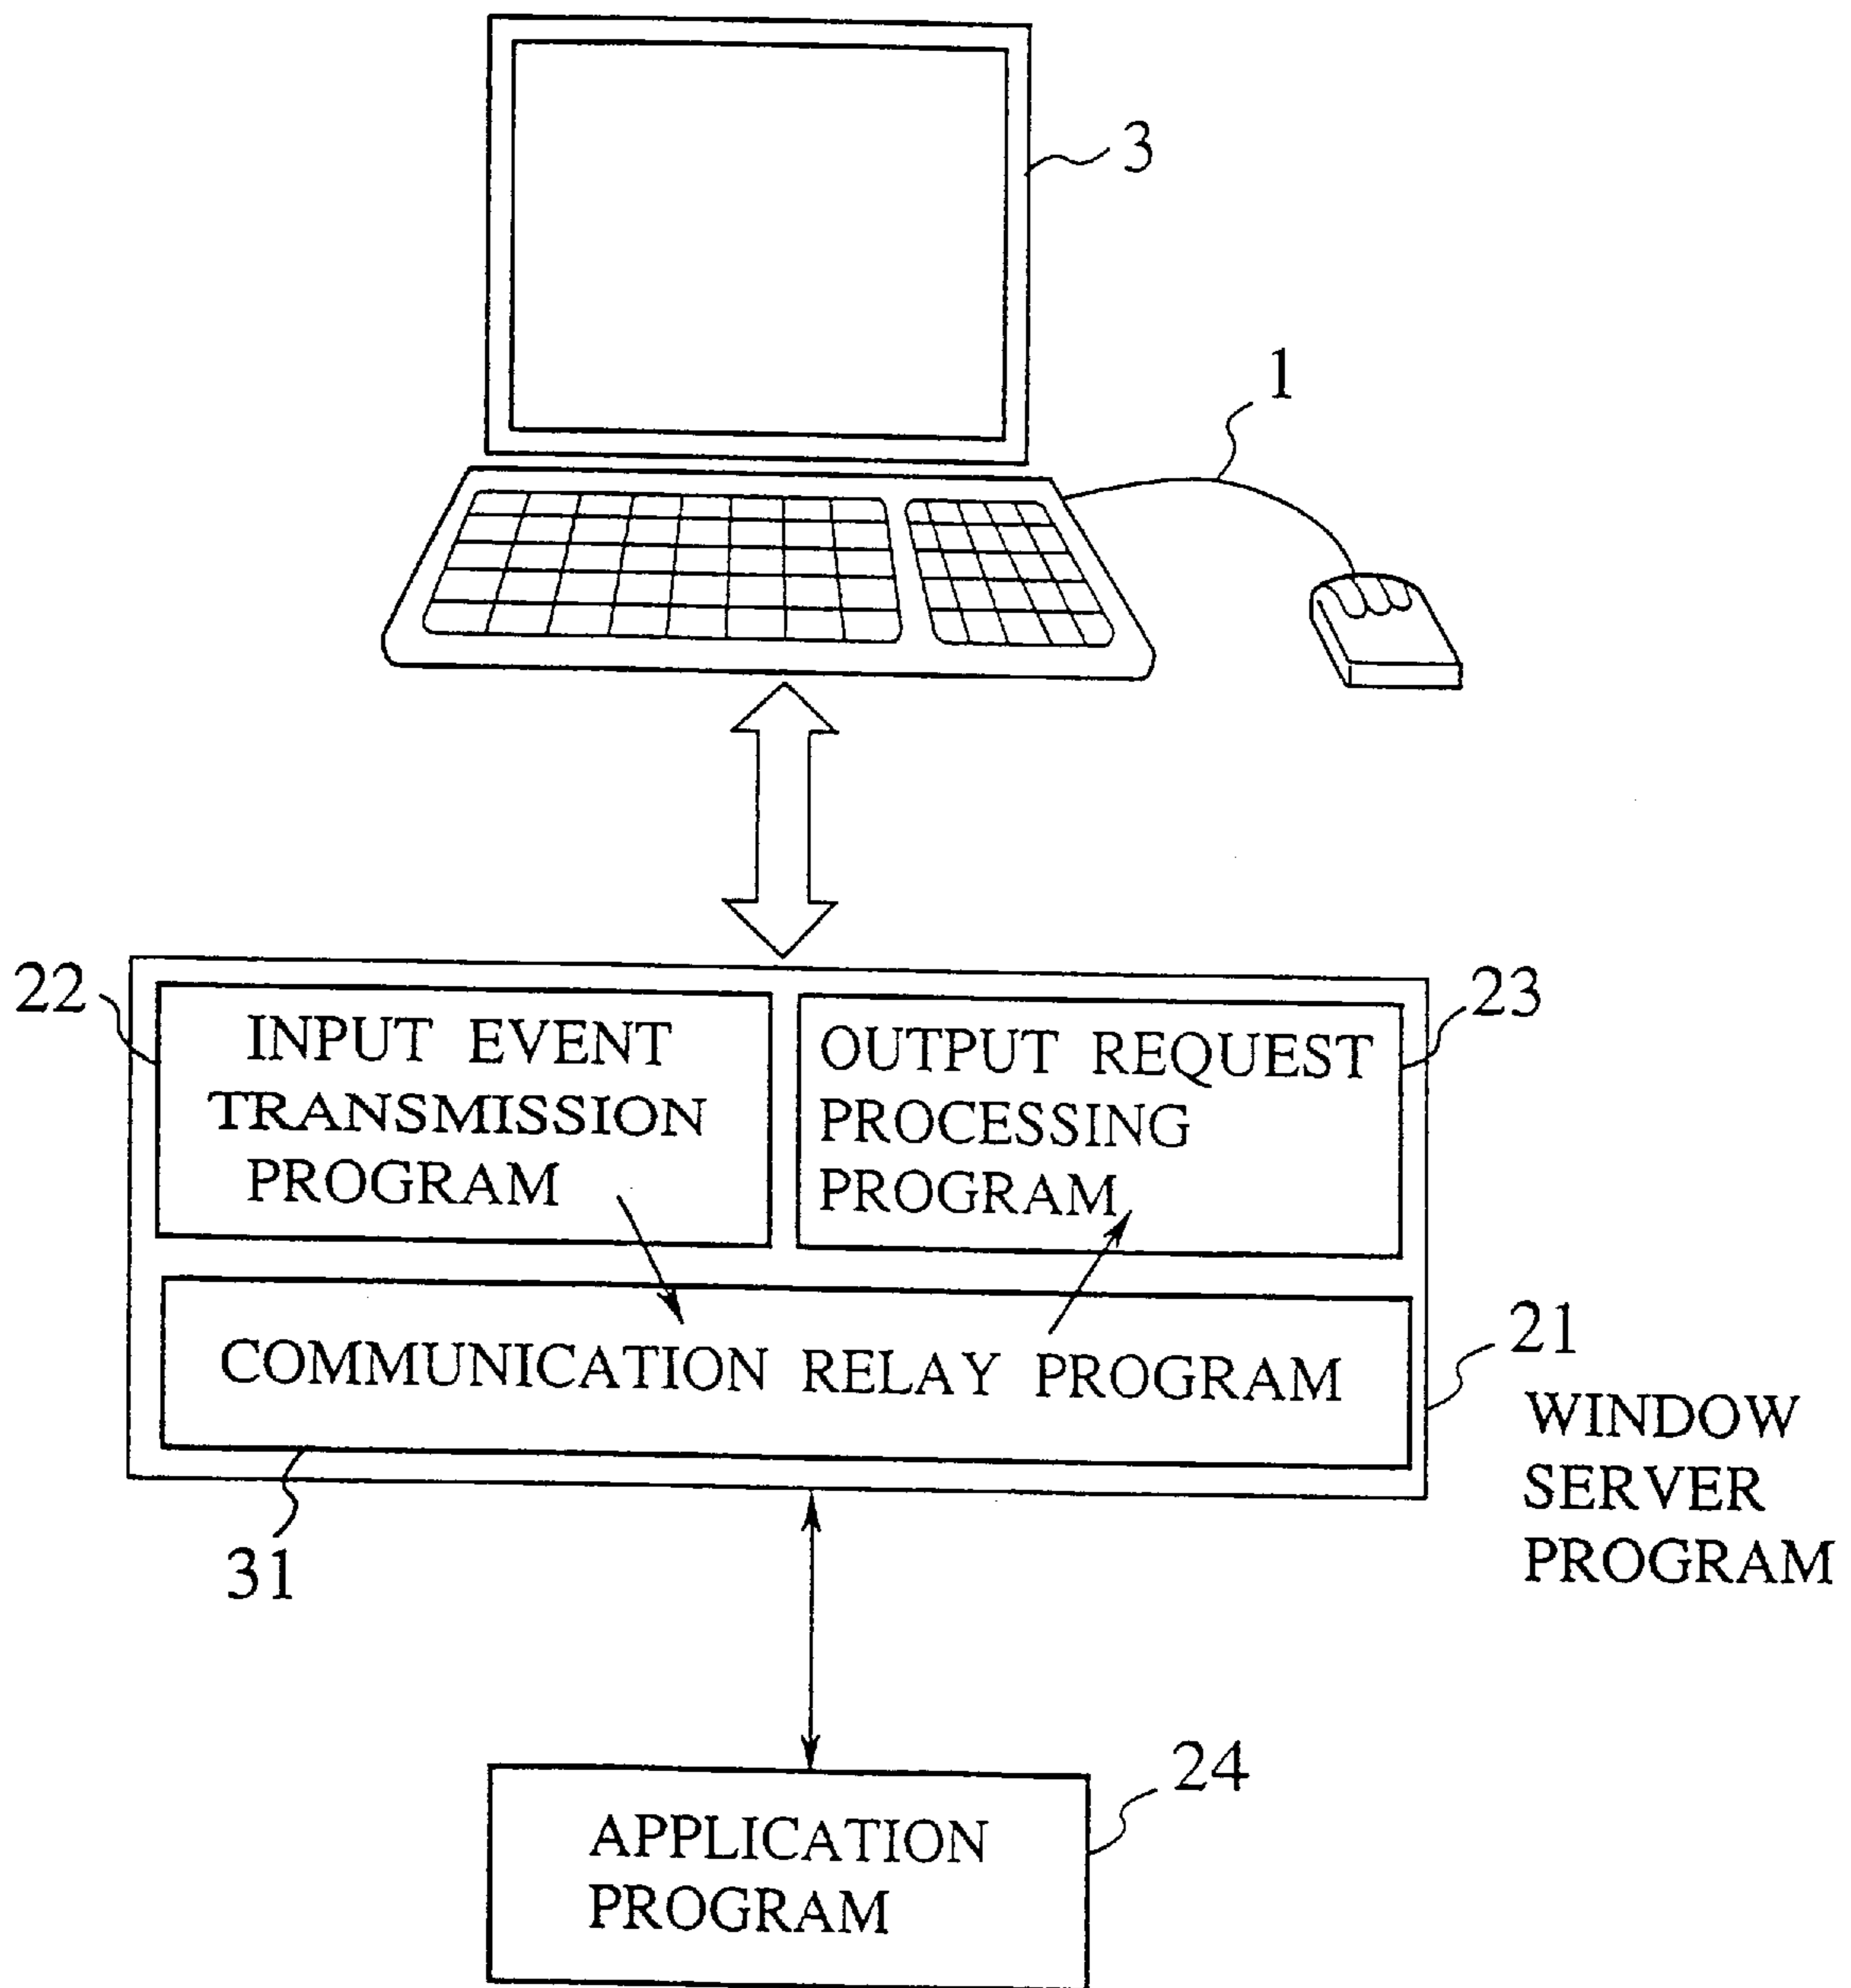 3
1
22
INPUT EVENT
TRANSMISSION
PROGRAM
OUTPUT REQUEST
PROCESSING
PROGRAM
23
COMMUNICATION RELAY PROGRAM
21
WINDOW
SERVER
PROGRAM
31
24
APPLICATION
PROGRAM